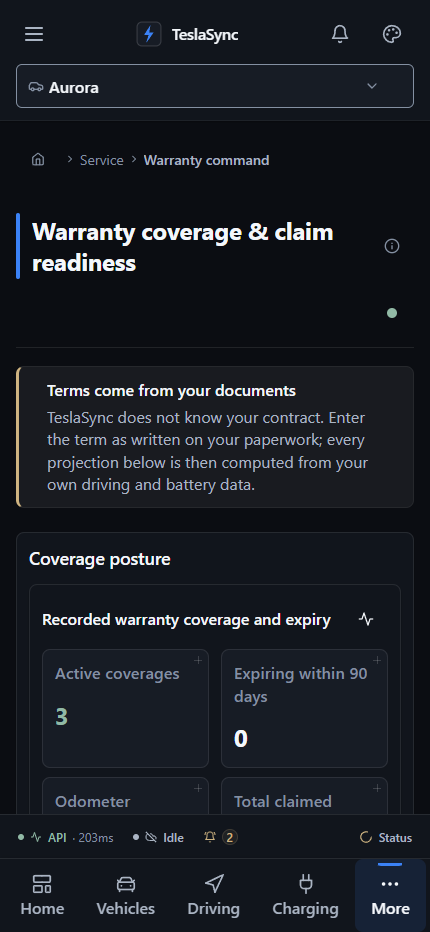 TeslaSync
Aurora
Service
Warranty command
Warranty coverage & claim
readiness
Terms come from your documents
TeslaSync does not know your contract. Enter
the term as written on your paperwork; every
projection below is then computed from your
own driving and battery data.
Coverage posture
Recorded warranty coverage and expiry
Active coverages
3
Expiring within 90
days
0
Odometer
Total claimed
API · 203ms
Idle
2
Status
Home
Vehicles
Driving
Charging
More